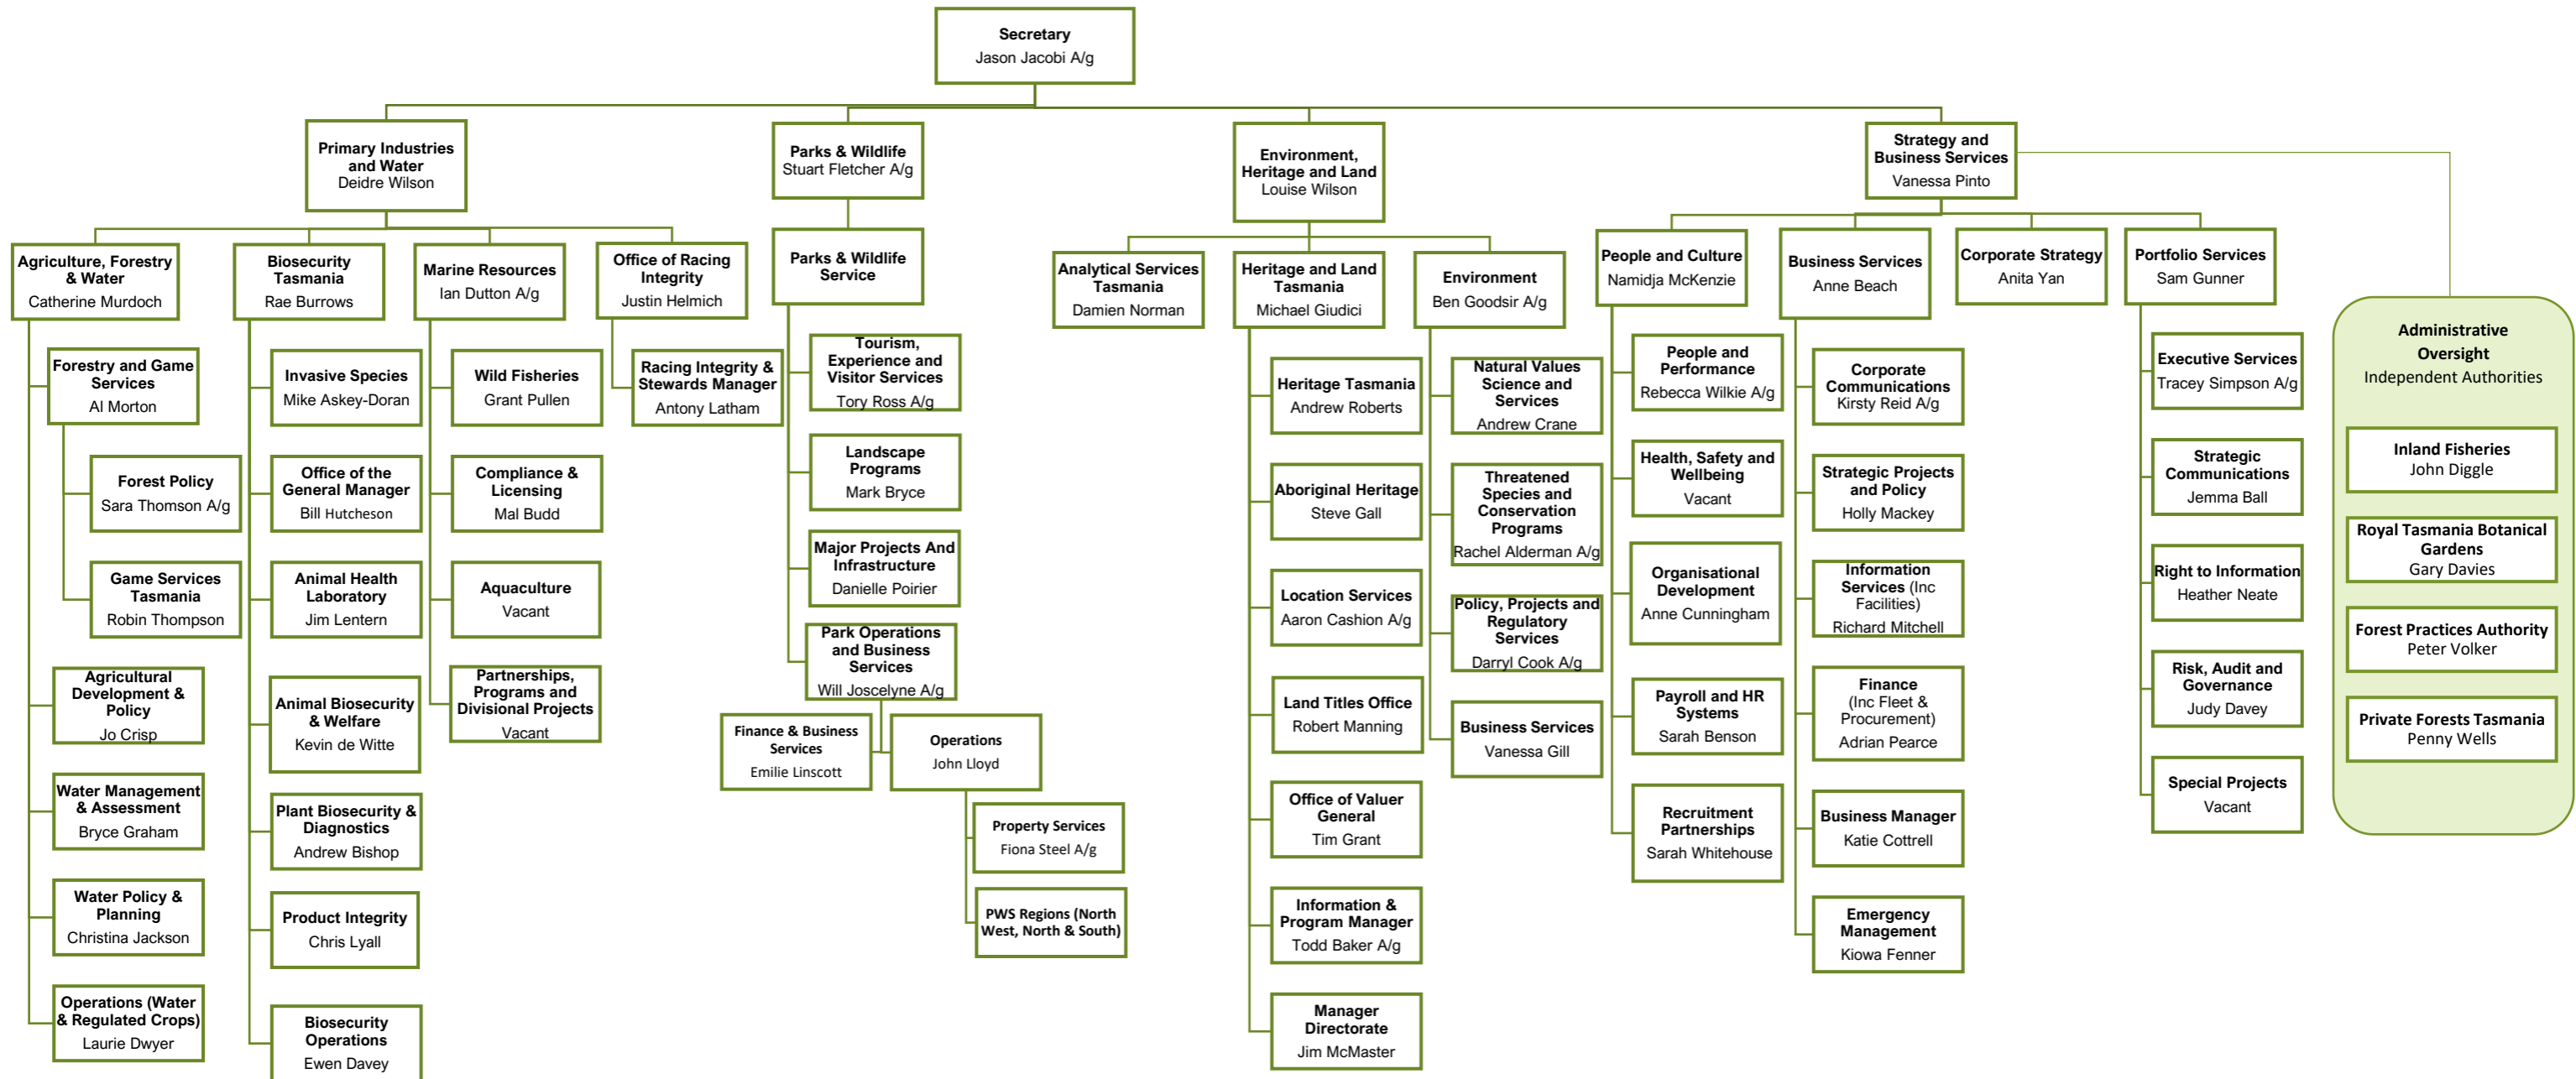 Secretary
Jason Jacobi A/g
Primary Industries
and Water
Deidre Wilson
Parks & Wildlife
Stuart Fletcher A/g
Environment,
Heritage and Land
Louise Wilson
Strategy and
Business Services
Vanessa Pinto
Agriculture, Forestry
& Water
Catherine Murdoch
Forestry and Game
Services
Al Morton
Forest Policy
Sara Thomson A/g
Game Services
Tasmania
Robin Thompson
Agricultural
Development &
Policy
Jo Crisp
Water Management
& Assessment
Bryce Graham
Water Policy &
Planning
Christina Jackson
Operations (Water
& Regulated Crops)
Laurie Dwyer
Biosecurity
Tasmania
Rae Burrows
Invasive Species
Mike Askey-Doran
Office of the
General Manager
Bill Hutcheson
Animal Health
Laboratory
Jim Lentern
Animal Biosecurity
& Welfare
Kevin de Witte
Plant Biosecurity &
Diagnostics
Andrew Bishop
Product Integrity
Chris Lyall
Biosecurity
Operations
Ewen Davey
Marine Resources
Ian Dutton A/g
Wild Fisheries
Grant Pullen
Compliance &
Licensing
Mal Budd
Aquaculture
Vacant
Partnerships,
Programs and
Divisional Projects
Vacant
Office of Racing
Integrity
Justin Helmich
Racing Integrity &
Stewards Manager
Antony Latham
Parks & Wildlife
Service
Tourism,
Experience and
Visitor Services
Tory Ross A/g
Landscape
Programs
Mark Bryce
Major Projects And
Infrastructure
Danielle Poirier
Park Operations
and Business
Services
Will Joscelyne A/g
Finance & Business
Services
Emilie Linscott
Operations
John Lloyd
Property Services
Fiona Steel A/g
PWS Regions (North
West, North & South)
Analytical Services
Tasmania
Damien Norman
Heritage and Land
Tasmania
Michael Giudici
Heritage Tasmania
Andrew Roberts
Aboriginal Heritage
Steve Gall
Location Services
Aaron Cashion A/g
Land Titles Office
Robert Manning
Office of Valuer
General
Tim Grant
Information &
Program Manager
Todd Baker A/g
Manager
Directorate
Jim McMaster
Environment
Ben Goodsir A/g
Natural Values
Science and
Services
Andrew Crane
Threatened
Species and
Conservation
Programs
Rachel Alderman A/g
Policy, Projects and
Regulatory
Services
Darryl Cook A/g
Business Services
Vanessa Gill
People and Culture
Namidja McKenzie
People and
Performance
Rebecca Wilkie A/g
Health, Safety and
Wellbeing
Vacant
Organisational
Development
Anne Cunningham
Payroll and HR
Systems
Sarah Benson
Recruitment
Partnerships
Sarah Whitehouse
Business Services
Anne Beach
Corporate
Communications
Kirsty Reid A/g
Strategic Projects
and Policy
Holly Mackey
Information
Services (Inc
Facilities)
Richard Mitchell
Finance
(Inc Fleet &
Procurement)
Adrian Pearce
Business Manager
Katie Cottrell
Emergency
Management
Kiowa Fenner
Corporate Strategy
Anita Yan
Portfolio Services
Sam Gunner
Executive Services
Tracey Simpson A/g
Strategic
Communications
Jemma Ball
Right to Information
Heather Neate
Risk, Audit and
Governance
Judy Davey
Special Projects
Vacant
Administrative
Oversight
Independent Authorities
Inland Fisheries
John Diggle
Royal Tasmania Botanical
Gardens
Gary Davies
Forest Practices Authority
Peter Volker
Private Forests Tasmania
Penny Wells